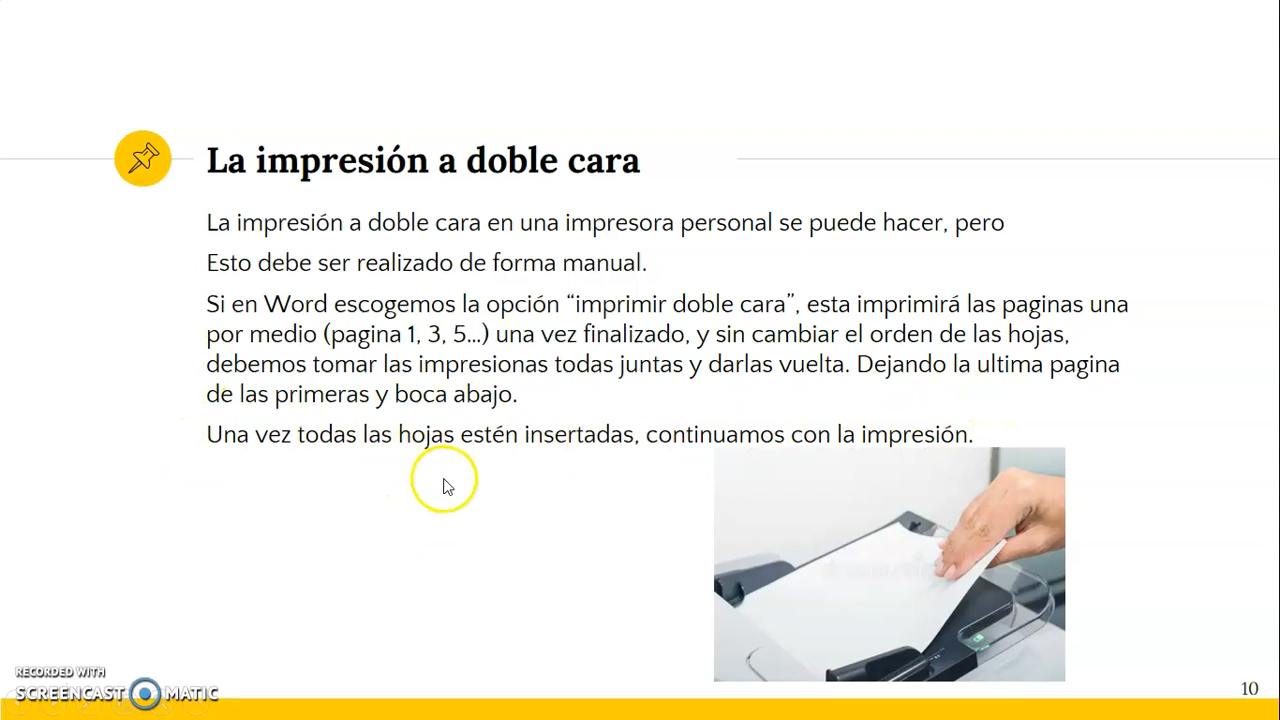 La impresión a doble cara
La impresión a doble cara en una impresora personal se puede hacer, pero
Esto debe ser realizado de forma manual.
Si en Word escogemos la opción “imprimir doble cara”, esta imprimirá las paginas una
por medio (pagina 1, 3, 5...) una vez finalizado, y sin cambiar el orden de las hojas,
debemos tomar las impresionas todas juntas y darlas vuelta. Dejando la ultima pagina
de las primeras y boca abajo.
Una vez todas las hojas estén insertadas, continuamos con la impresión.
RECORDED WITH
SCREENCAST MATIC
10